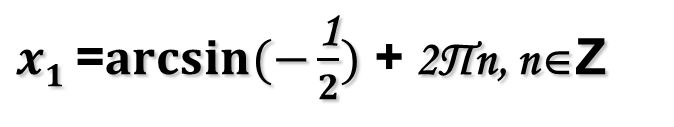 x₁ =arcsin(−1/2) + 2Πn, n∈Z